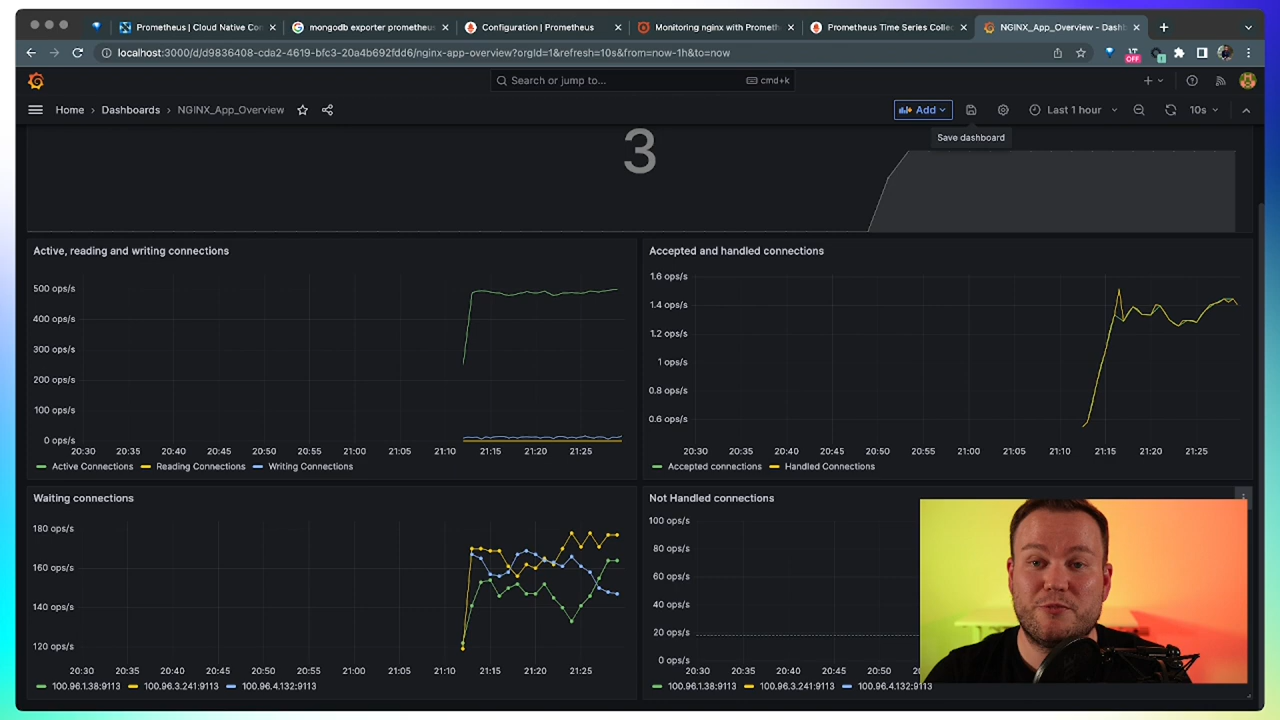 Prometheus | Cloud Native Con
mongodb exporter prometheus
Configuration | Prometheus
Monitoring nginx with Prometh
Prometheus Time Series Collec
NGINX_App_Overview - Dashb
localhost:3000/d/d9836408-cda2-4619-bfc3-20a4b692fdd6/nginx-app-overview?orgId=1&refresh=10s&from=now-1h&to=now
OFF
1
Search or jump to...
cmd+k
Home
Dashboards
NGINX_App_Overview
Add
Last 1 hour
10s
Save dashboard
3
Active, reading and writing connections
500 ops/s
400 ops/s
300 ops/s
200 ops/s
100 ops/s
0 ops/s
20:30 20:35 20:40 20:45 20:50 20:55 21:00 21:05 21:10 21:15 21:20 21:25
Active Connections Reading Connections Writing Connections
Accepted and handled connections
1.6 ops/s
1.4 ops/s
1.2 ops/s
1 ops/s
0.8 ops/s
0.6 ops/s
20:30 20:35 20:40 20:45 20:50 20:55 21:00 21:05 21:10 21:15 21:20 21:25
Accepted connections Handled Connections
Waiting connections
180 ops/s
160 ops/s
140 ops/s
120 ops/s
20:30 20:35 20:40 20:45 20:50 20:55 21:00 21:05 21:10 21:15 21:20 21:25
100.96.1.38:9113 100.96.3.241:9113 100.96.4.132:9113
Not Handled connections
100 ops/s
80 ops/s
60 ops/s
40 ops/s
20 ops/s
0 ops/s
20:30 20:35 20:40 20:45 20:50
100.96.1.38:9113 100.96.3.241:9113 100.96.4.132:9113